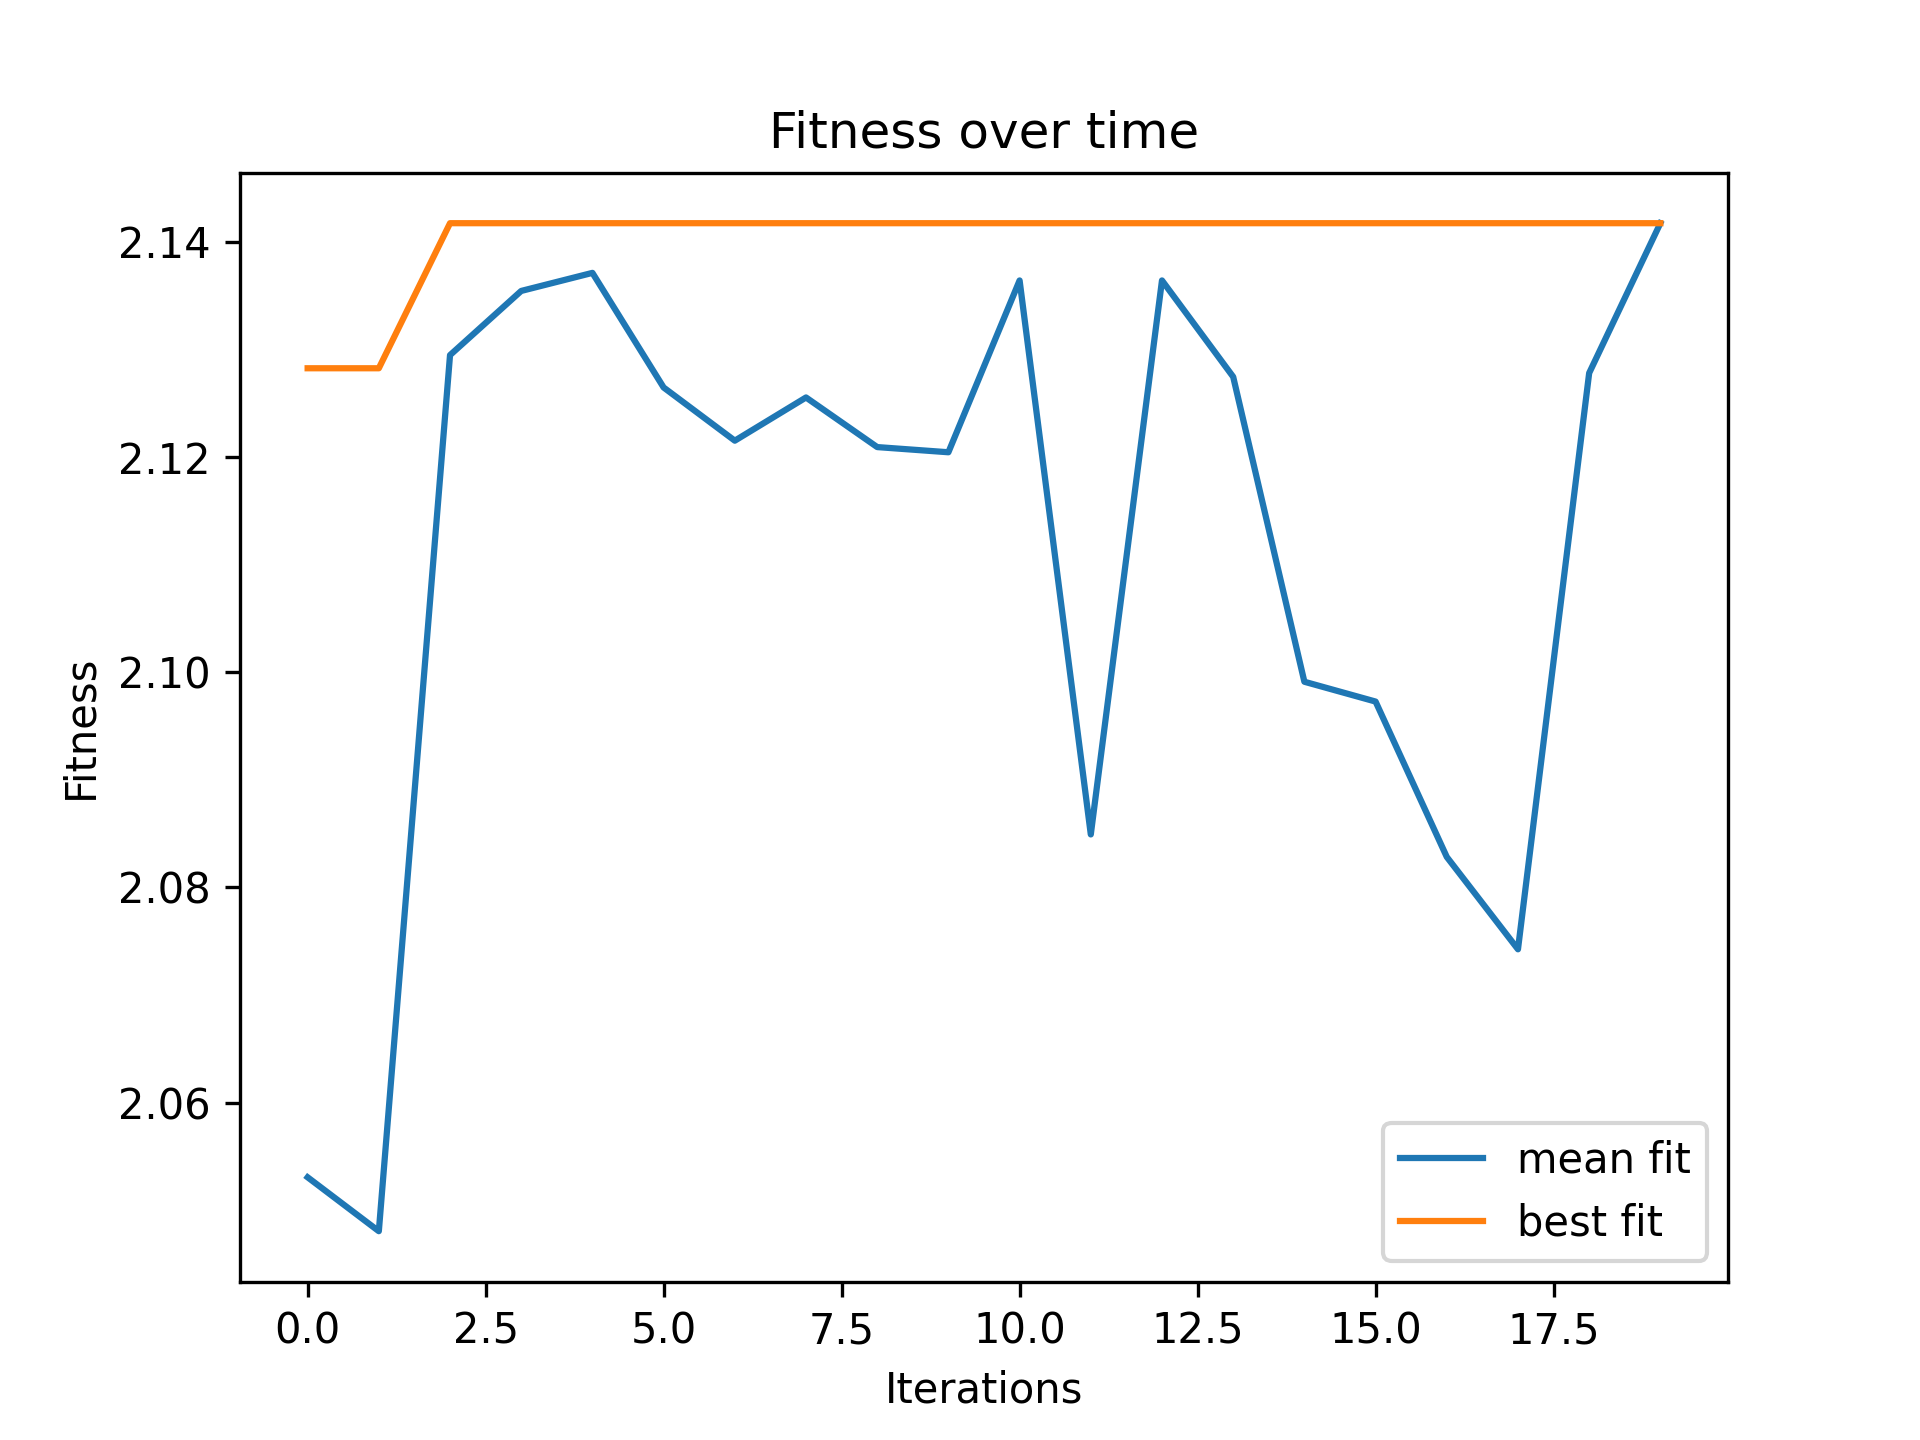 Fitness over time
2.14
2.12
2.10
2.08
2.06
Fitness
0.0 2.5 5.0 7.5 10.0 12.5 15.0 17.5
Iterations
mean fit
best fit